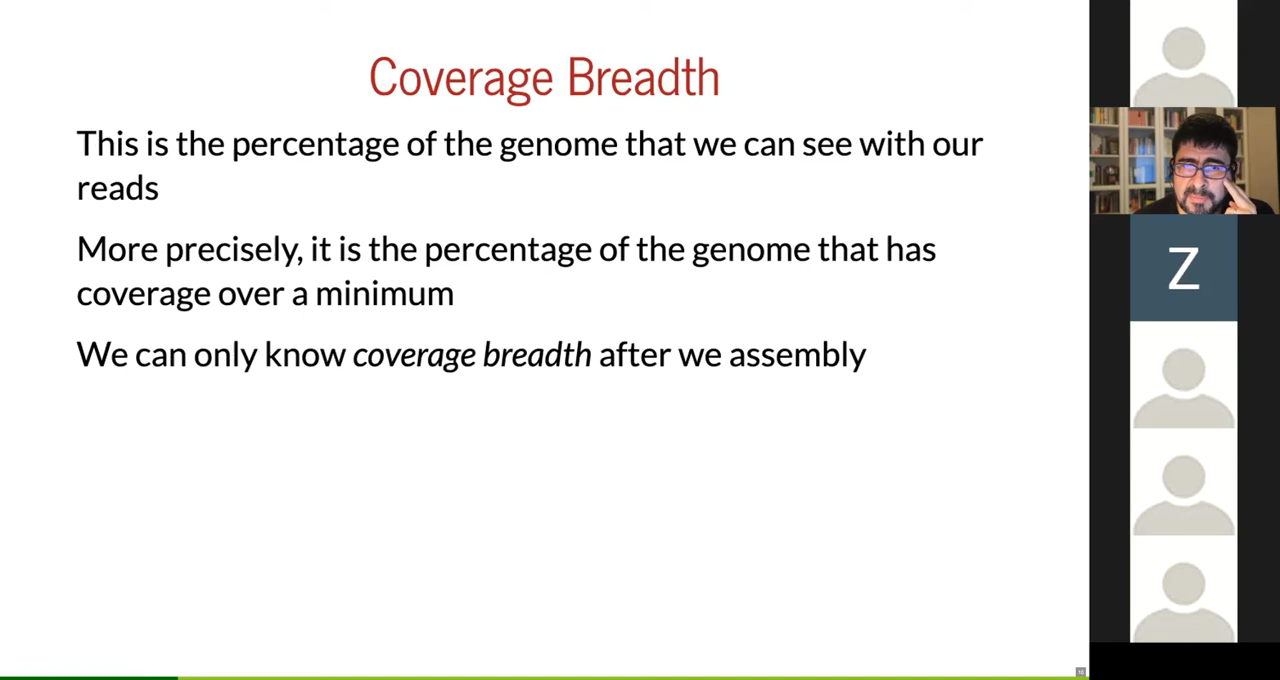 Coverage Breadth
This is the percentage of the genome that we can see with our
reads
More precisely, it is the percentage of the genome that has
coverage over a minimum
We can only know coverage breadth after we assembly
Z